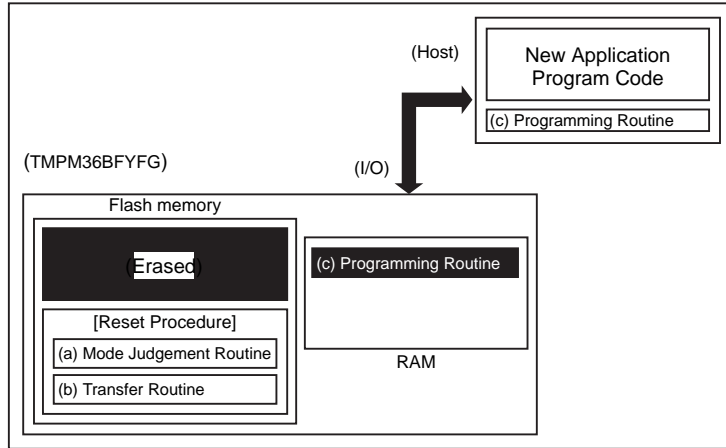 (Host)
New Application
Program Code
(c) Programming Routine
(TMPM36BFYFG)
(I/O)
Flash memory
(Erased)
(c) Programming Routine
[Reset Procedure]
(a) Mode Judgement Routine
(b) Transfer Routine
RAM